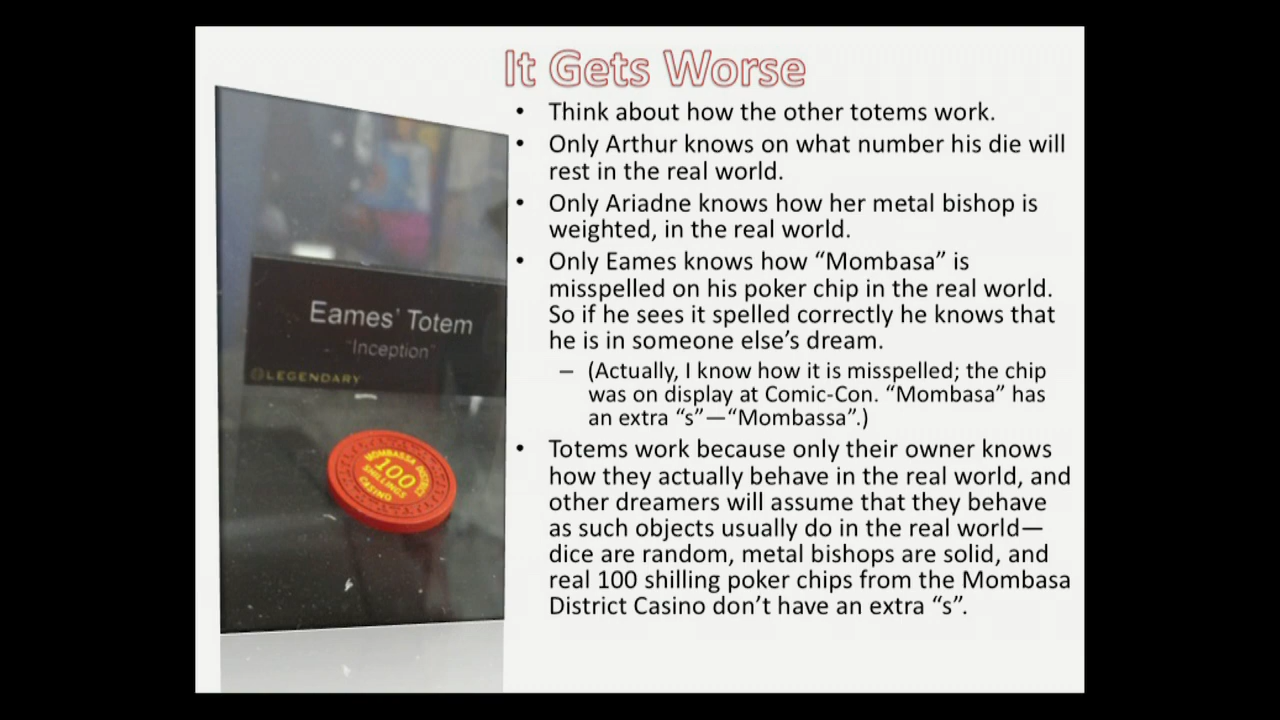 It Gets Worse
• Think about how the other totems work.
• Only Arthur knows on what number his die will
rest in the real world.
• Only Ariadne knows how her metal bishop is
weighted, in the real world.
• Only Eames knows how “Mombasa” is
misspelled on his poker chip in the real world.
So if he sees it spelled correctly he knows that
he is in someone else’s dream.
– (Actually, I know how it is misspelled; the chip
was on display at Comic-Con. “Mombasa” has
an extra “s”—“Mombassa”.)
• Totems work because only their owner knows
how they actually behave in the real world, and
other dreamers will assume that they behave
as such objects usually do in the real world—
dice are random, metal bishops are solid, and
real 100 shilling poker chips from the Mombasa
District Casino don’t have an extra “s”.
Eames’ Totem
“Inception”
LEGENDARY
MOMBASSA DISTRICT
100
SHILLINGS
CASINO